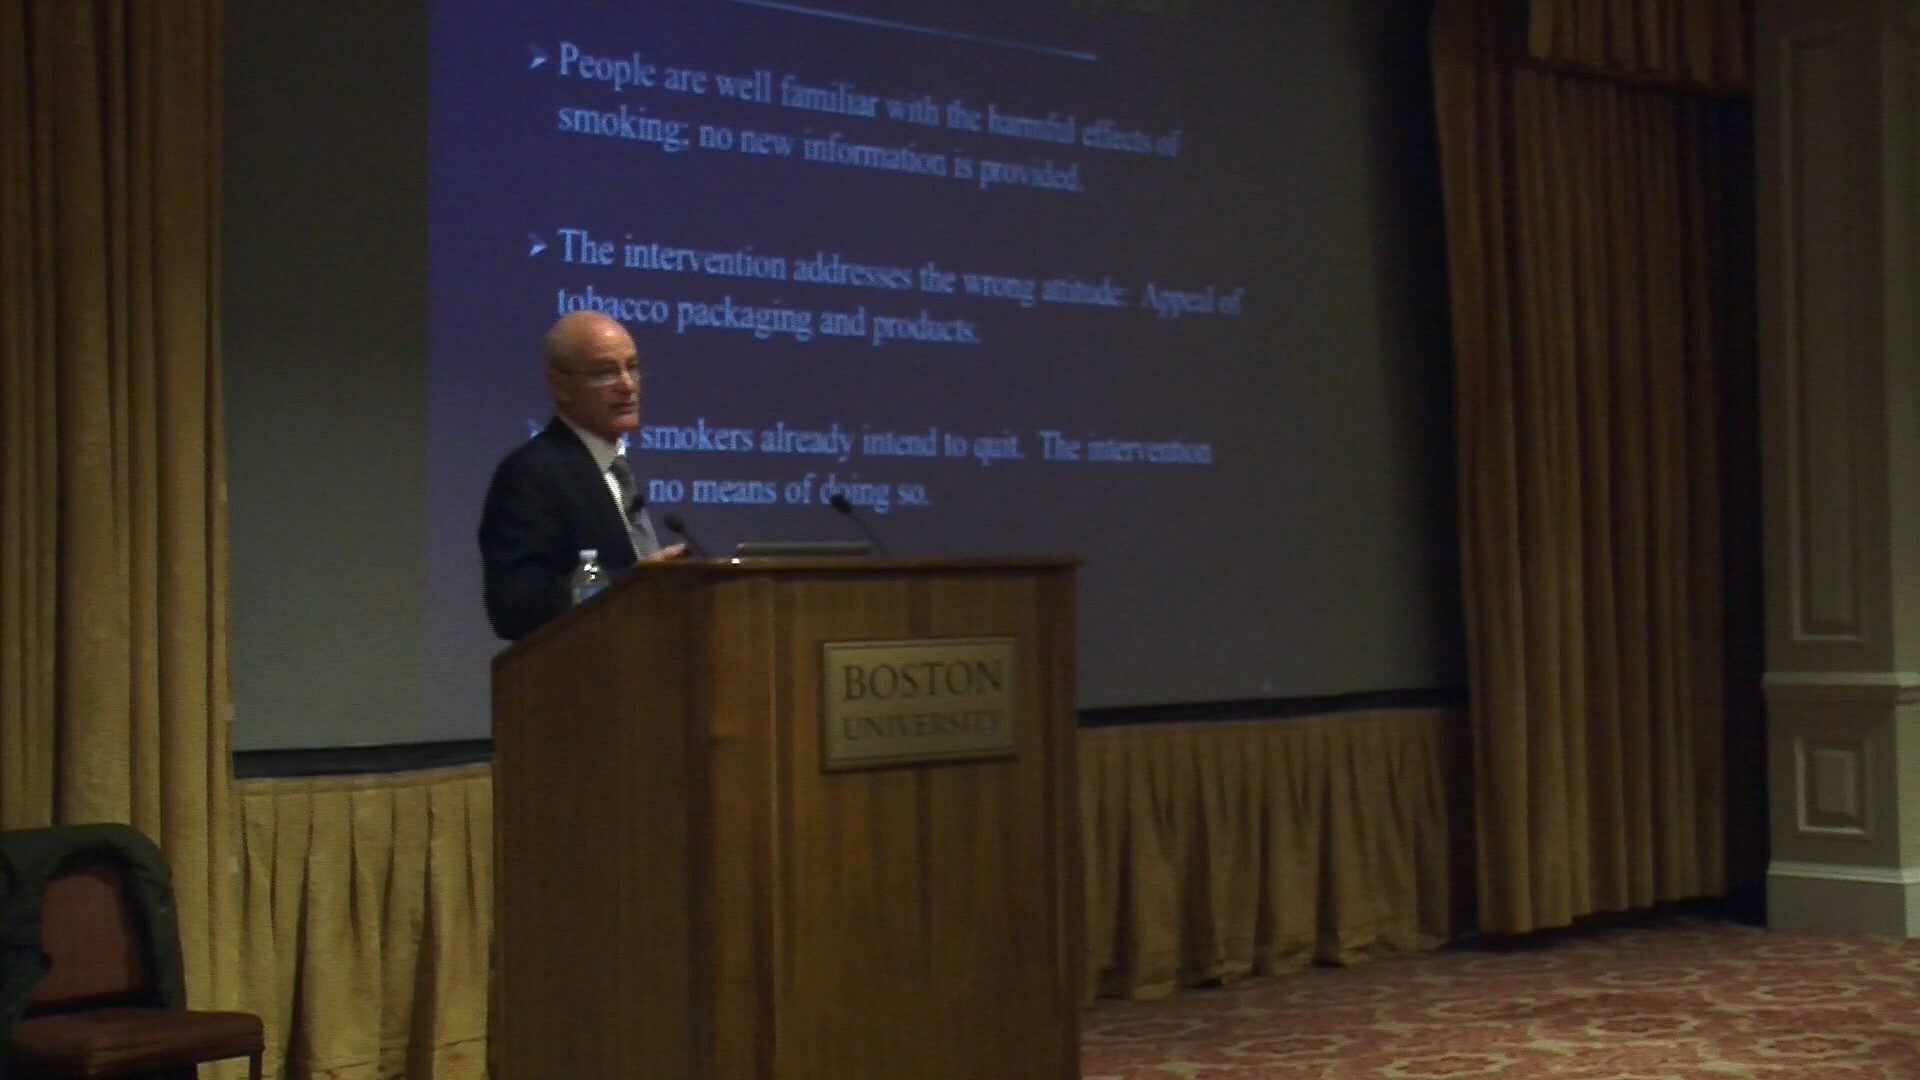 People are well familiar with the harmful effects of
smoking; no new information is provided.
The intervention addresses the wrong attitude: Appeal of
tobacco packaging and products.
smokers already intend to quit. The intervention
no means of doing so.
BOSTON
UNIVERSITY